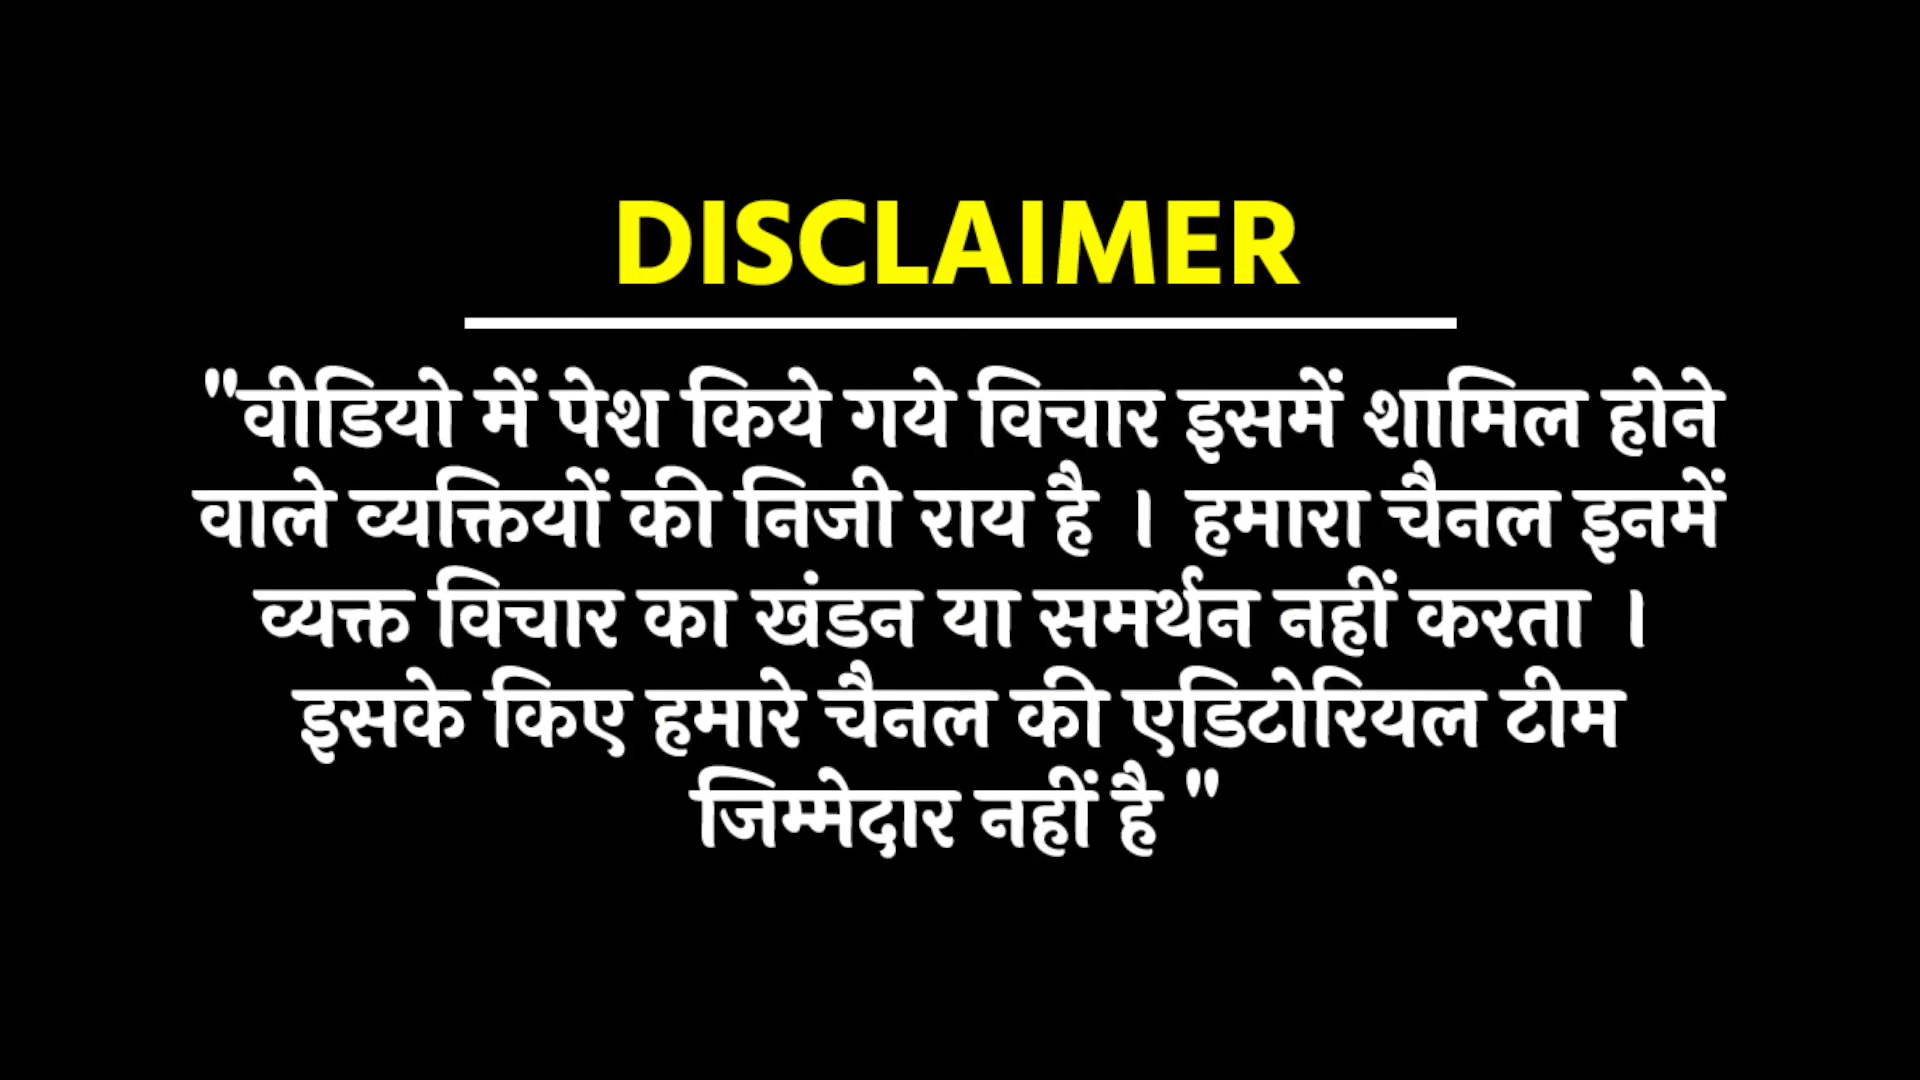 DISCLAIMER
"वीडियो में पेश किये गये विचार इसमें शामिल होने
वाले व्यक्तियों की निजी राय है । हमारा चैनल इनमें
व्यक्त विचार का खंडन या समर्थन नहीं करता ।
इसके किए हमारे चैनल की एडिटोरियल टीम
जिम्मेदार नहीं है "